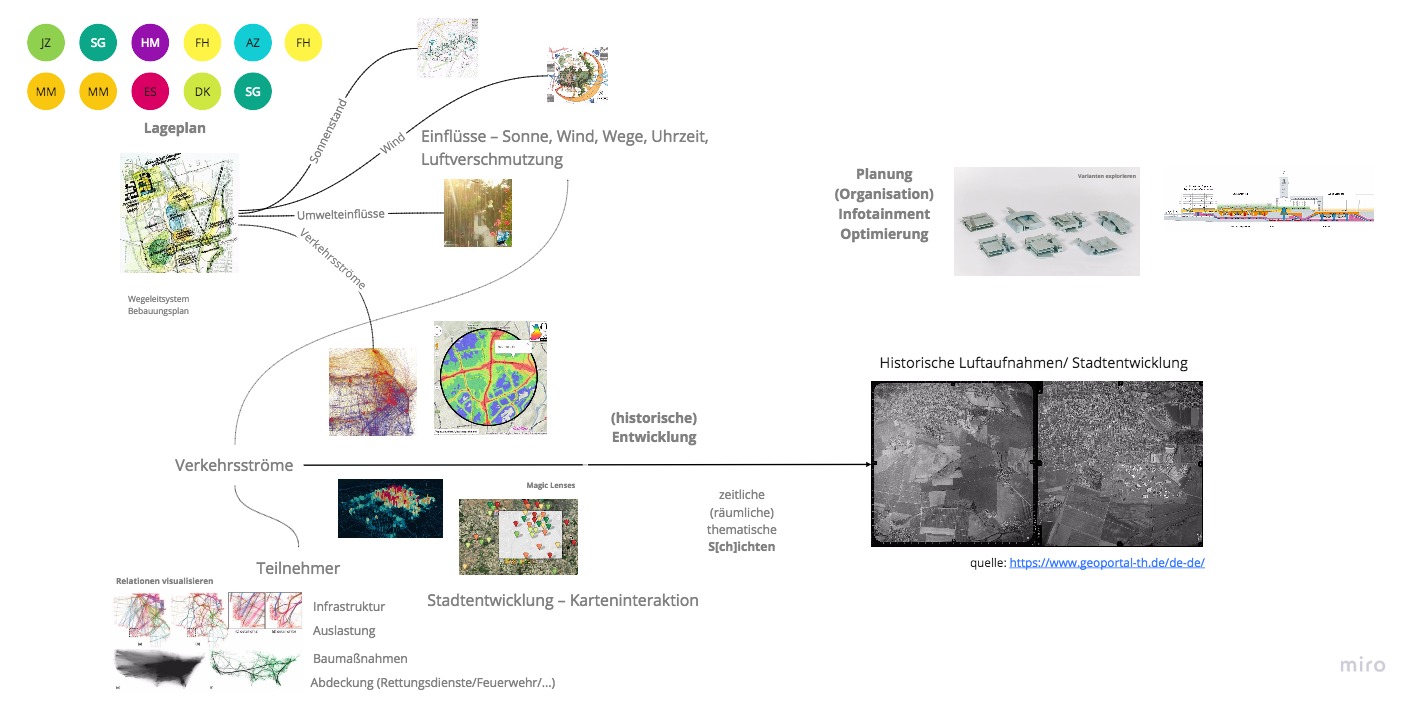 JZ
SG
HM
FH
AZ
FH
MM
MM
ES
DK
SG
Lageplan
Sonnenstand
Wind
Umwelteinflüsse
Verkehrsströme
Einflüsse – Sonne, Wind, Wege, Uhrzeit,
Luftverschmutzung
Wegeleitsystem
Bebauungsplan
Planung
(Organisation)
Infotainment
Optimierung
Varianten explorieren
Historische Luftaufnahmen/ Stadtentwicklung
(historische)
Entwicklung
Verkehrsströme
Magic Lenses
zeitliche
(räumliche)
thematische
S[ch]ichten
quelle: https://www.geoportal-th.de/de-de/
Teilnehmer
Relationen visualisieren
Infrastruktur
Auslastung
Baumaßnahmen
Abdeckung (Rettungsdienste/Feuerwehr/...)
Stadtentwicklung – Karteninteraktion
miro